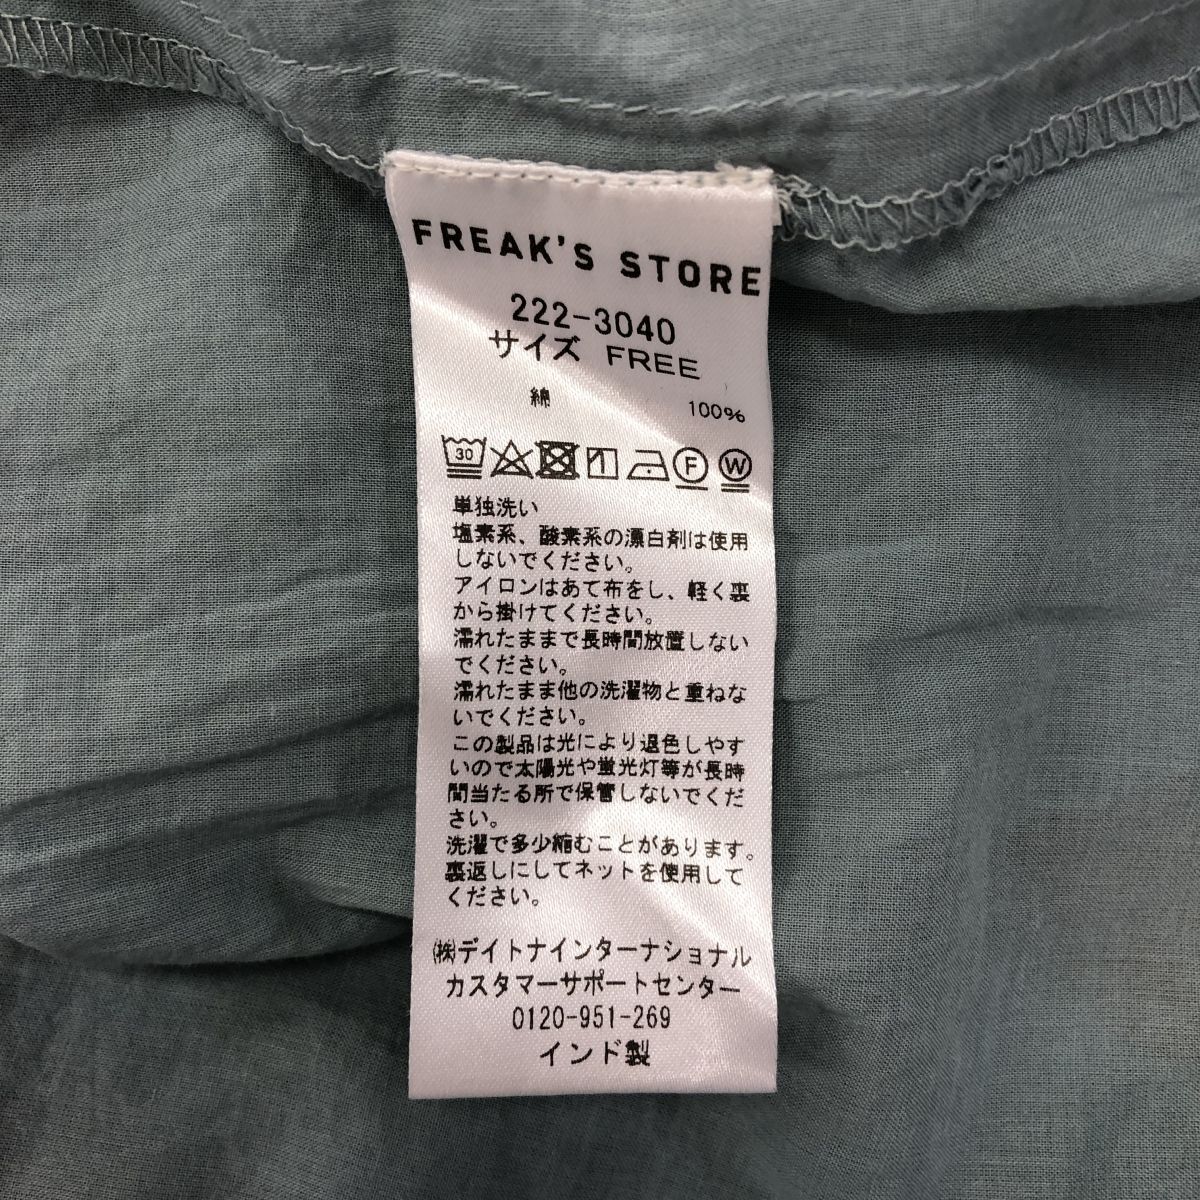 FREAK'S STORE
222-3040
サイズ FREE
綿 100%
30 F W
単独洗い
塩素系、酸素系の漂白剤は使用
しないでください。
アイロンはあて布をし、軽く裏
から掛けてください。
濡れたままで長時間放置しない
でください。
濡れたまま他の洗濯物と重ねな
いでください。
この製品は光により退色しやす
いので太陽光や蛍光灯等が長時
間当たる所で保管しないでくだ
さい。
洗濯で多少縮むことがあります。
裏返しにしてネットを使用して
ください。
㈱デイトナインターナショナル
カスタマーサポートセンター
0120-951-269
インド製